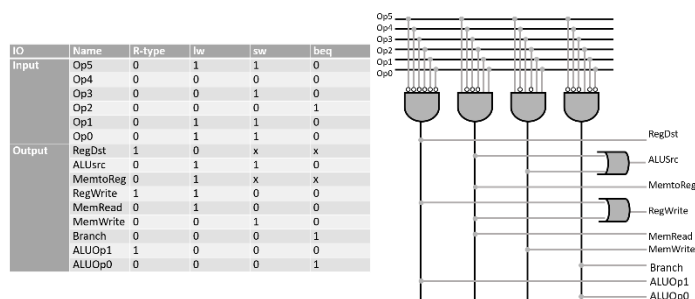 IO Name R-type lw sw beq
Input Op5 0 1 1 0
Op4 0 0 0 0
Op3 0 0 1 0
Op2 0 0 0 1
Op1 0 1 1 0
Op0 0 1 1 0
Output RegDst 1 0 x x
ALUsrc 0 1 1 0
MemtoReg 0 1 x x
RegWrite 1 1 0 0
MemRead 0 1 0 0
MemWrite 0 0 1 0
Branch 0 0 0 1
ALUOp1 1 0 0 0
ALUOp0 0 0 0 1
Op5
Op4
Op3
Op2
Op1
Op0
RegDst
ALUSrc
MemtoReg
RegWrite
MemRead
MemWrite
Branch
ALUOp1
ALUOp0